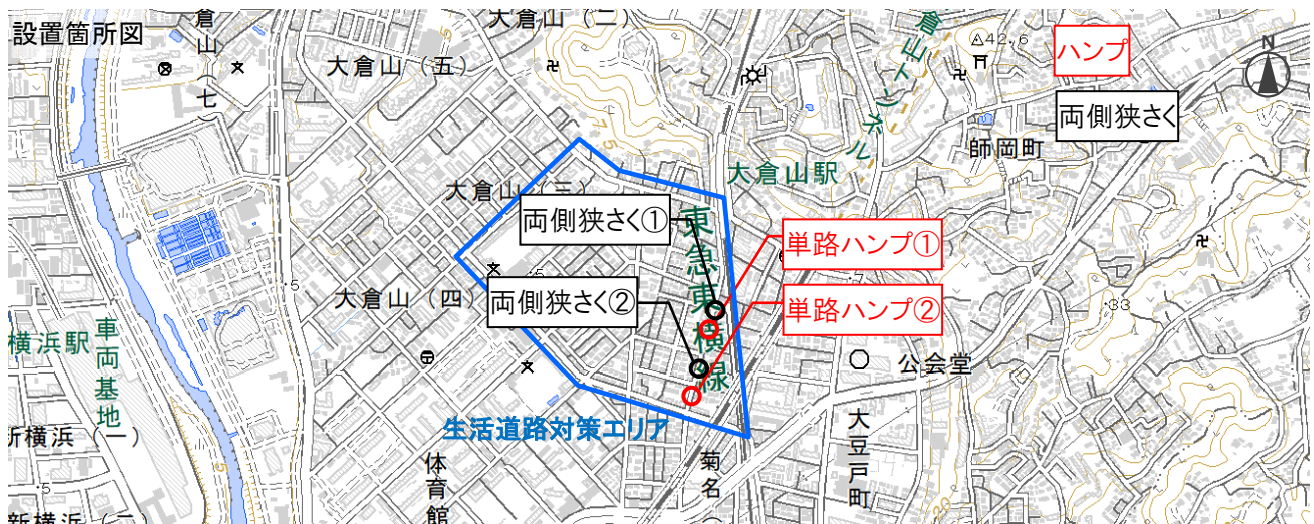 設置箇所図
倉山(七)
大倉山(二)
大倉山(五)
倉山トンネル
42.6
ハンプ
N
両側狭さく
師岡町
75
大倉山(三)
大倉山駅
両側狭さく①
東急東横線
単路ハンプ①
大倉山(四)
両側狭さく②
単路ハンプ②
33
横浜駅
車両基地
公会堂
生活道路対策エリア
新横浜(一)
体育館
菊名
大豆戸町
新横浜(二)